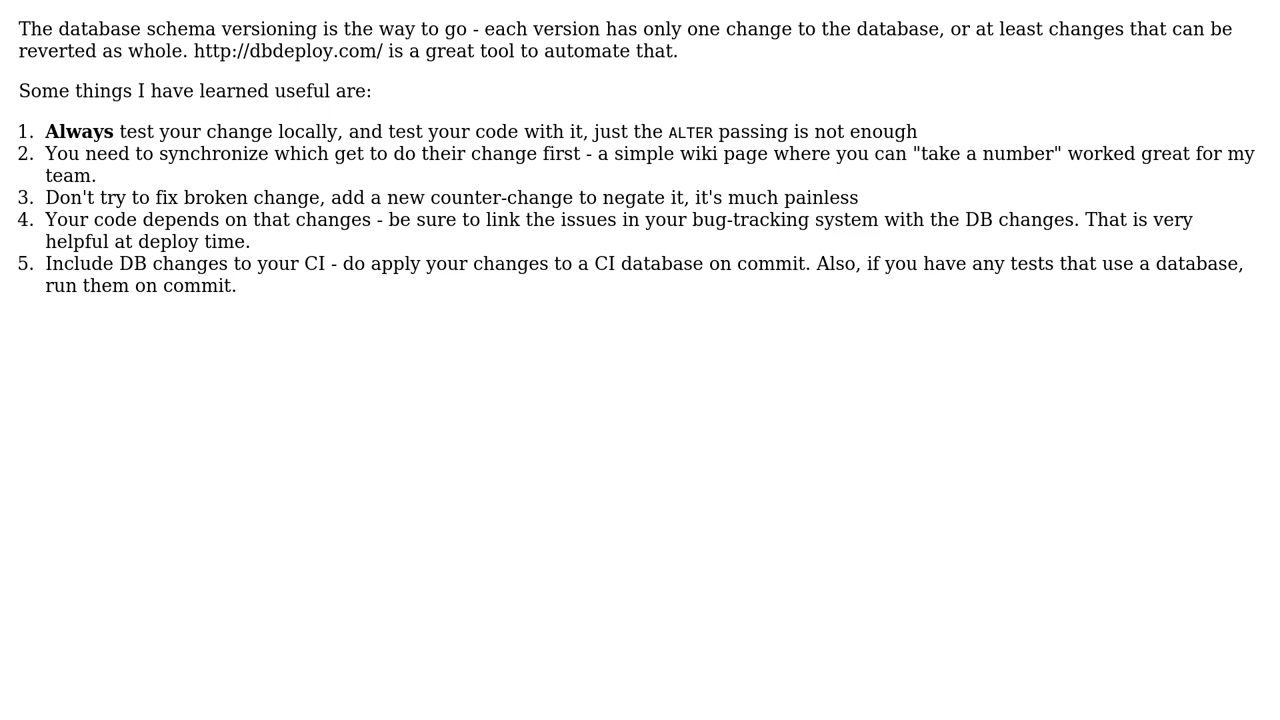 The database schema versioning is the way to go - each version has only one change to the database, or at least changes that can be
reverted as whole. http://dbdeploy.com/ is a great tool to automate that.
Some things I have learned useful are:
1. Always test your change locally, and test your code with it, just the ALTER passing is not enough
2. You need to synchronize which get to do their change first - a simple wiki page where you can "take a number" worked great for my
team.
3. Don't try to fix broken change, add a new counter-change to negate it, it's much painless
4. Your code depends on that changes - be sure to link the issues in your bug-tracking system with the DB changes. That is very
helpful at deploy time.
5. Include DB changes to your CI - do apply your changes to a CI database on commit. Also, if you have any tests that use a database,
run them on commit.